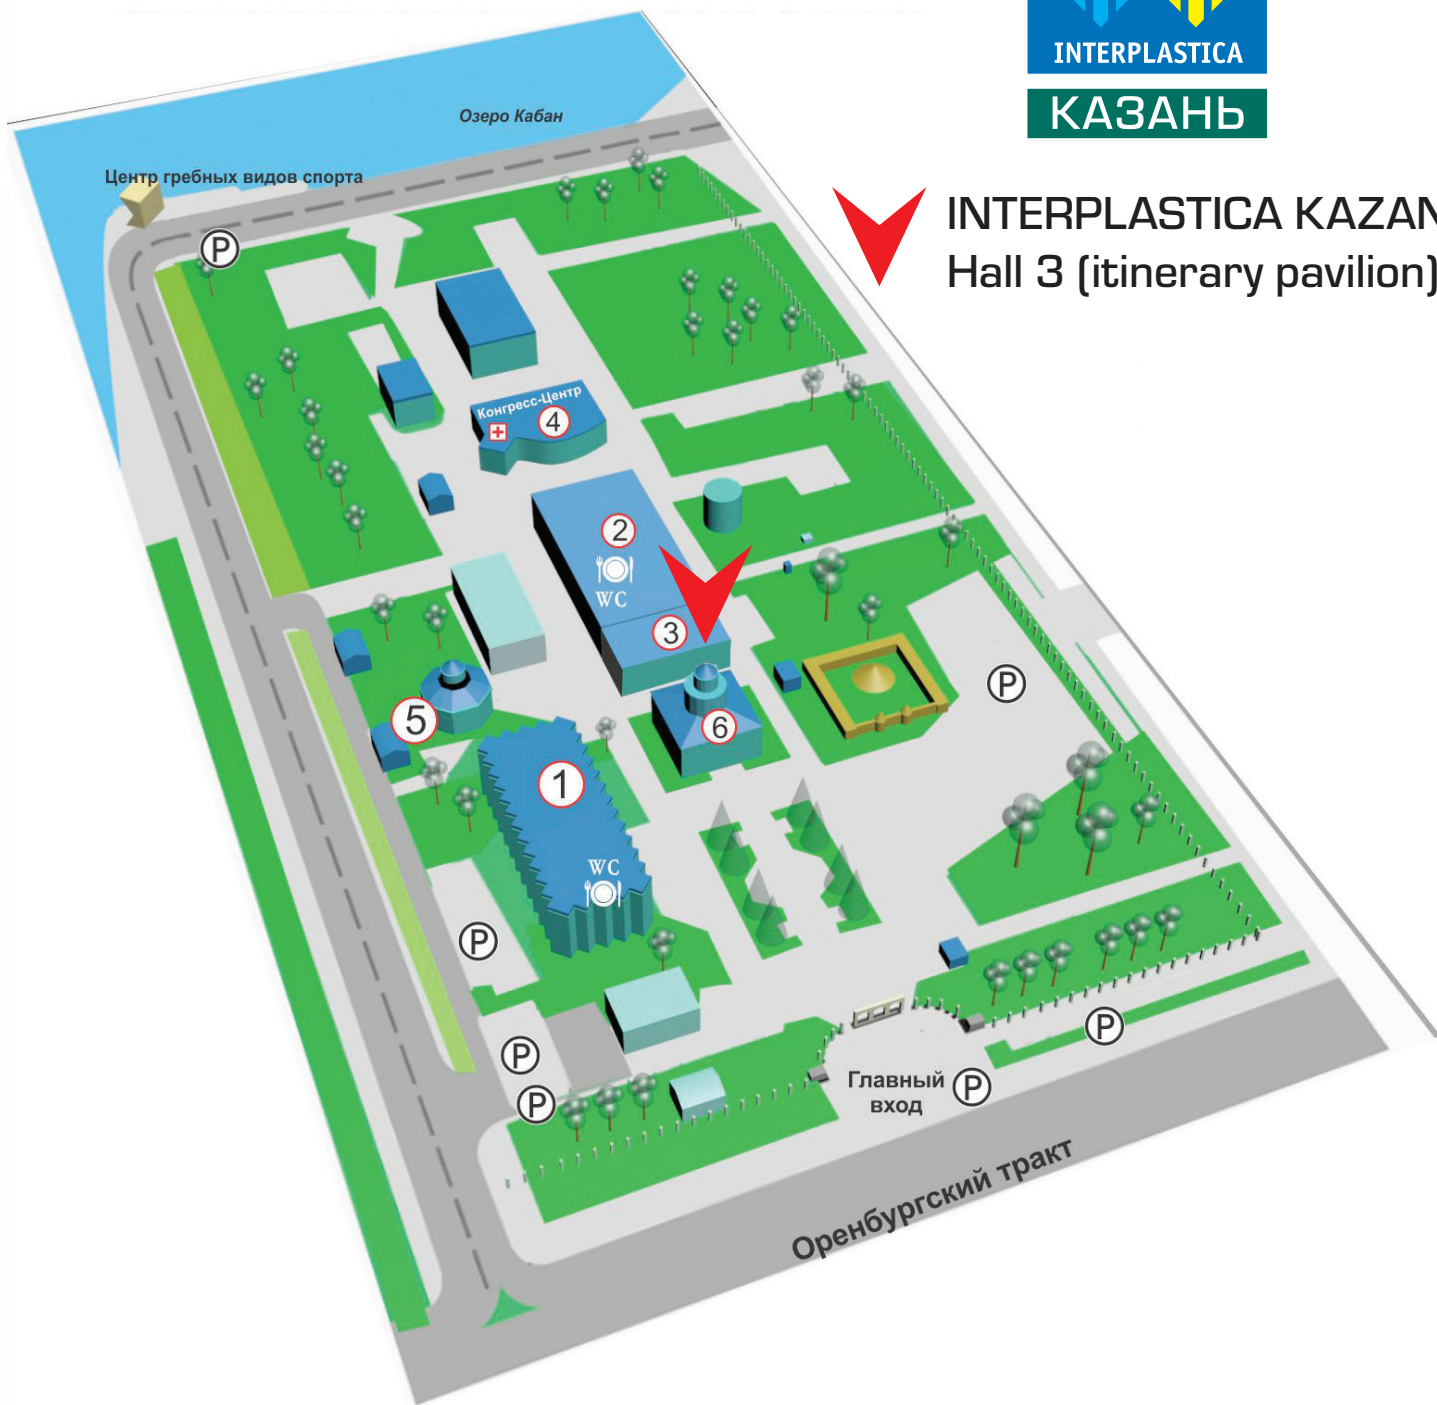 INTERPLASTICA
КАЗАНЬ
INTERPLASTICA KAZAN
Hall 3 (itinerary pavilion)
Озеро Кабан
Центр гребных видов спорта
P
Конгресс-Центр
4
2
WC
3
P
5
6
1
WC
P
P
P
P
Главный
вход
P
Оренбургский тракт